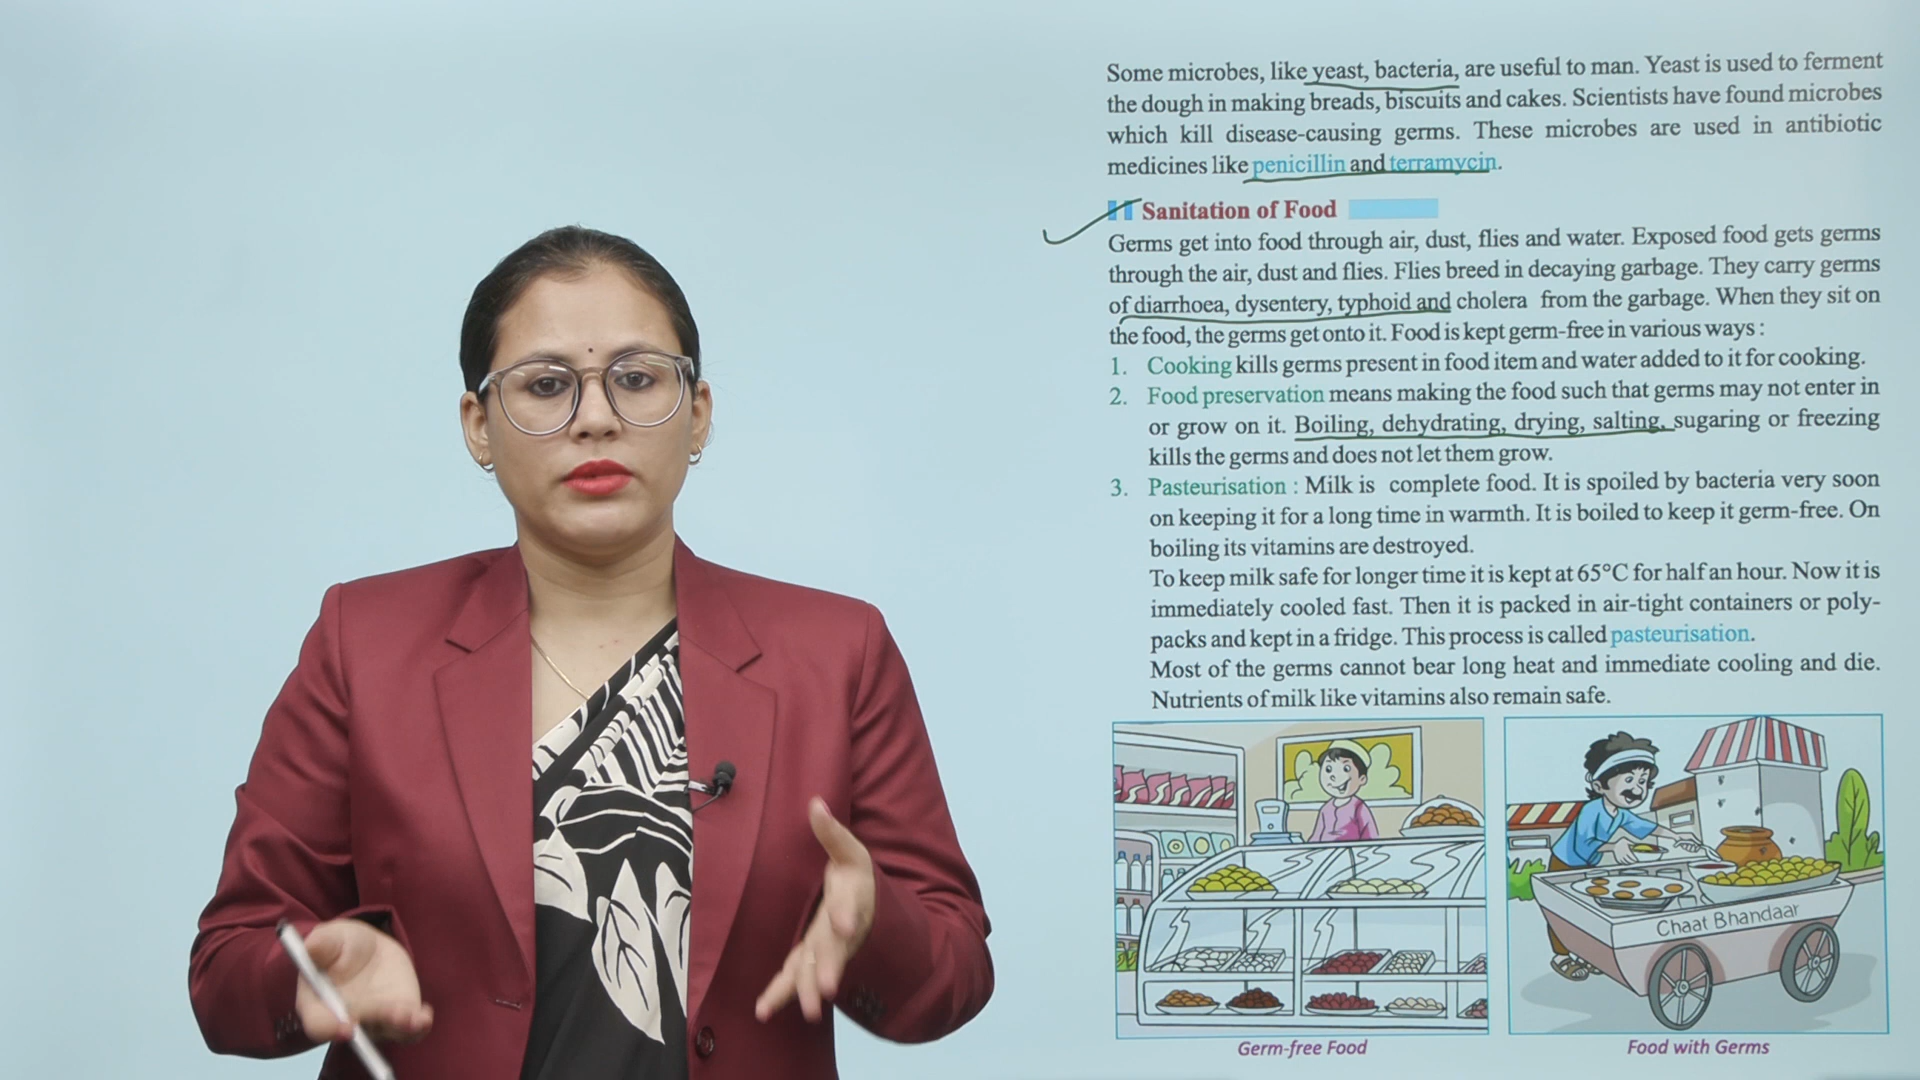 Some microbes, like yeast, bacteria, are useful to man. Yeast is used to ferment
the dough in making breads, biscuits and cakes. Scientists have found microbes
which kill disease-causing germs. These microbes are used in antibiotic
medicines like penicillin and terramycin.
Sanitation of Food
Germs get into food through air, dust, flies and water. Exposed food gets germs
through the air, dust and flies. Flies breed in decaying garbage. They carry germs
of diarrhoea, dysentery, typhoid and cholera from the garbage. When they sit on
the food, the germs get onto it. Food is kept germ-free in various ways :
1. Cooking kills germs present in food item and water added to it for cooking.
2. Food preservation means making the food such that germs may not enter in
or grow on it. Boiling, dehydrating, drying, salting, sugaring or freezing
kills the germs and does not let them grow.
3. Pasteurisation : Milk is complete food. It is spoiled by bacteria very soon
on keeping it for a long time in warmth. It is boiled to keep it germ-free. On
boiling its vitamins are destroyed.
To keep milk safe for longer time it is kept at 65°C for half an hour. Now it is
immediately cooled fast. Then it is packed in air-tight containers or poly-
packs and kept in a fridge. This process is called pasteurisation.
Most of the germs cannot bear long heat and immediate cooling and die.
Nutrients of milk like vitamins also remain safe.
Chaat Bhandaar
Germ-free Food
Food with Germs